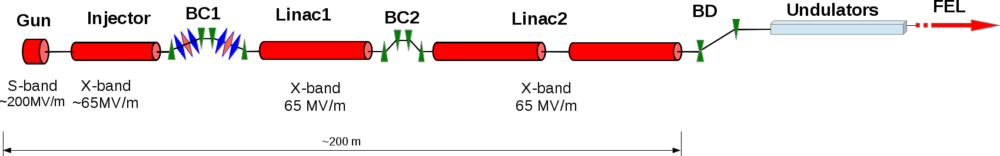 Gun
Injector
BC1
Linac1
BC2
Linac2
BD
Undulators
FEL
S-band
~200MV/m
X-band
~65MV/m
X-band
65 MV/m
X-band
65 MV/m
~200 m